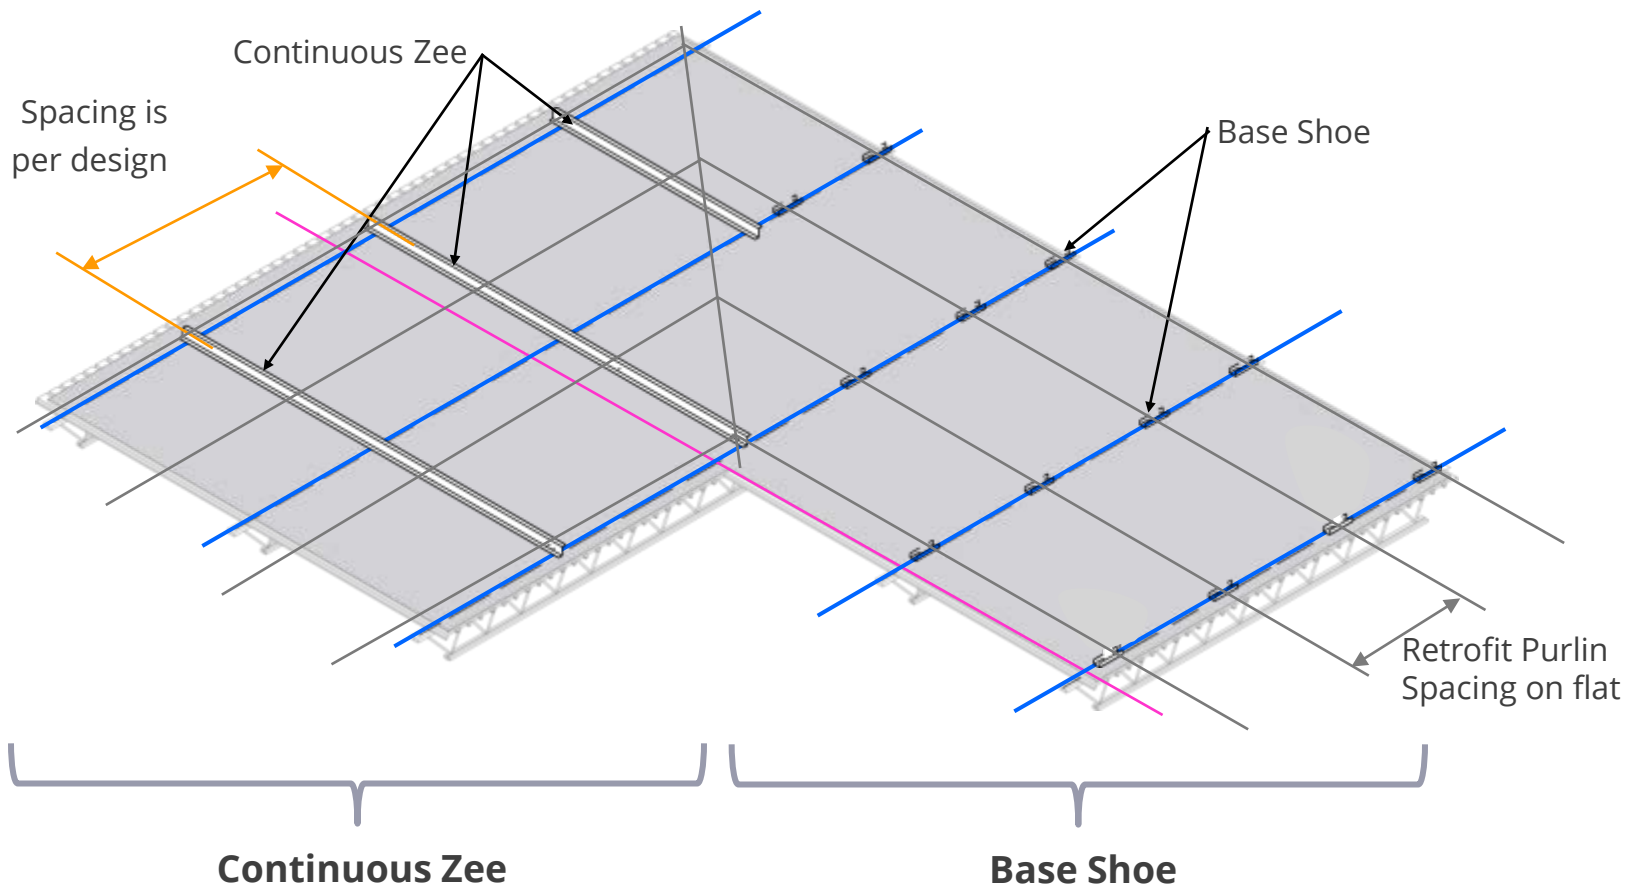 Continuous Zee
Spacing is
per design
Base Shoe
Retrofit Purlin
Spacing on flat
Continuous Zee
Base Shoe